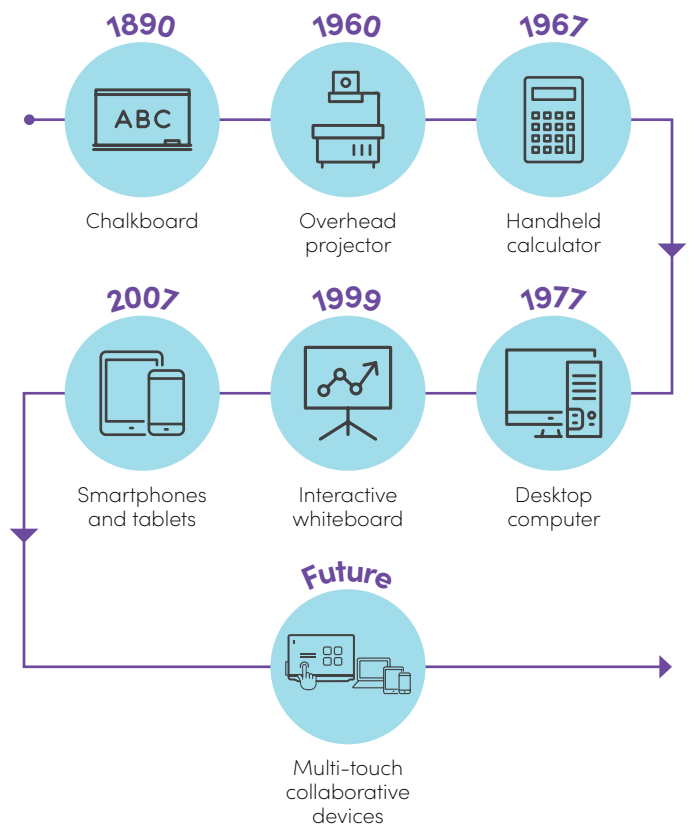 1890
ABC
Chalkboard
1960
Overhead
projector
1967
Handheld
calculator
1977
Desktop
computer
1999
Interactive
whiteboard
2007
Smartphones
and tablets
Future
Multi-touch
collaborative
devices